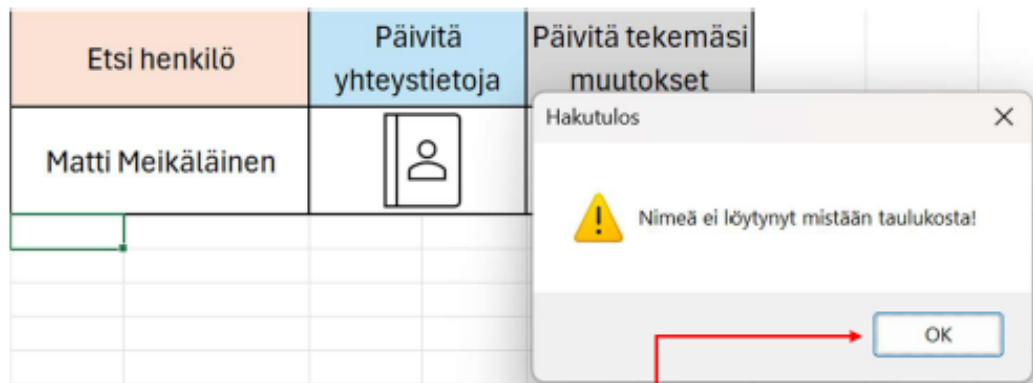 Etsi henkilö
Päivitä
yhteystietoja
Päivitä tekemäsi
muutokset
Matti Meikäläinen
Hakutulos
Nimeä ei löytynyt mistään taulukosta!
OK